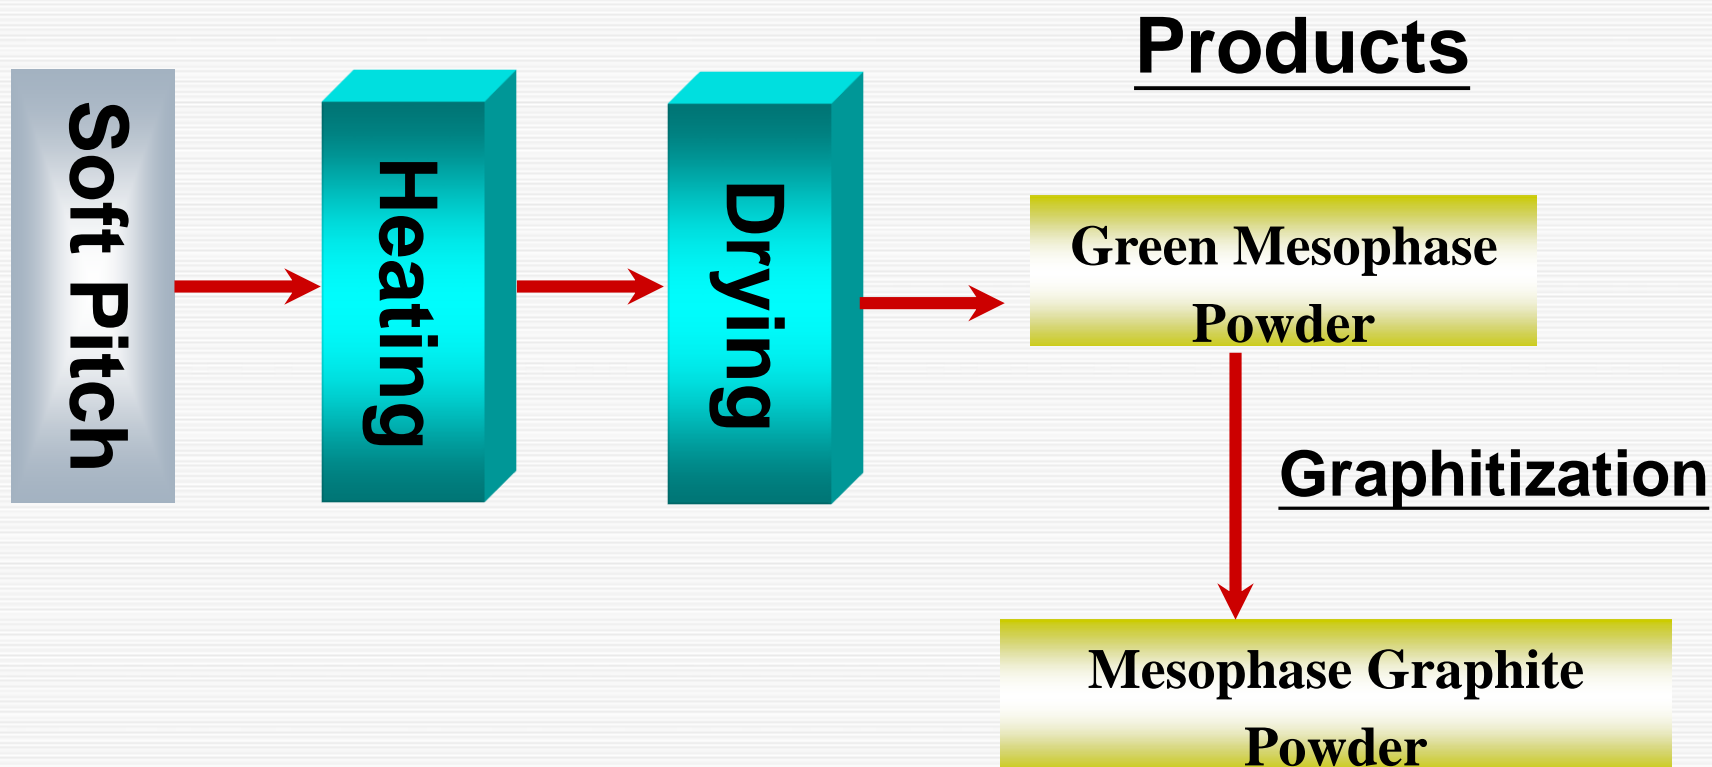 Products
Soft Pitch
Heating
Drying
Green Mesophase
Powder
Graphitization
Mesophase Graphite
Powder